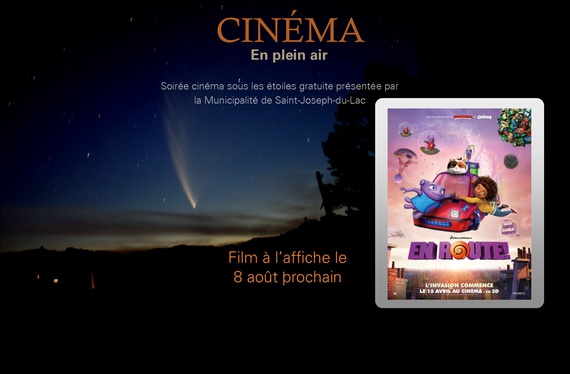 CINÉMA
En plein air
Soirée cinéma sous les étoiles gratuite présentée par
la Municipalité de Saint-Joseph-du-Lac
Film à l'affiche le
8 août prochain
EN ROUTE!
L'INVASION COMMENCE
LE 15 AVRIL AU CINÉMA EN 3D